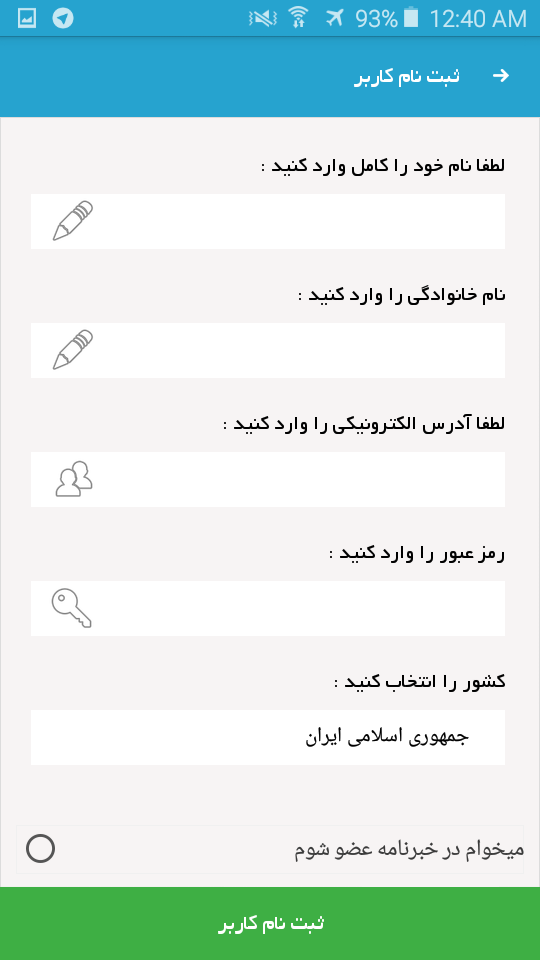 93% 12:40 AM
ثبت نام کاربر
لطفا نام خود را کامل وارد کنید :
نام خانوادگی را وارد کنید :
لطفا آدرس الکترونیکی را وارد کنید :
رمز عبور را وارد کنید :
کشور را انتخاب کنید :
جمهوری اسلامی ایران
میخوام در خبرنامه عضو شوم
ثبت نام کاربر